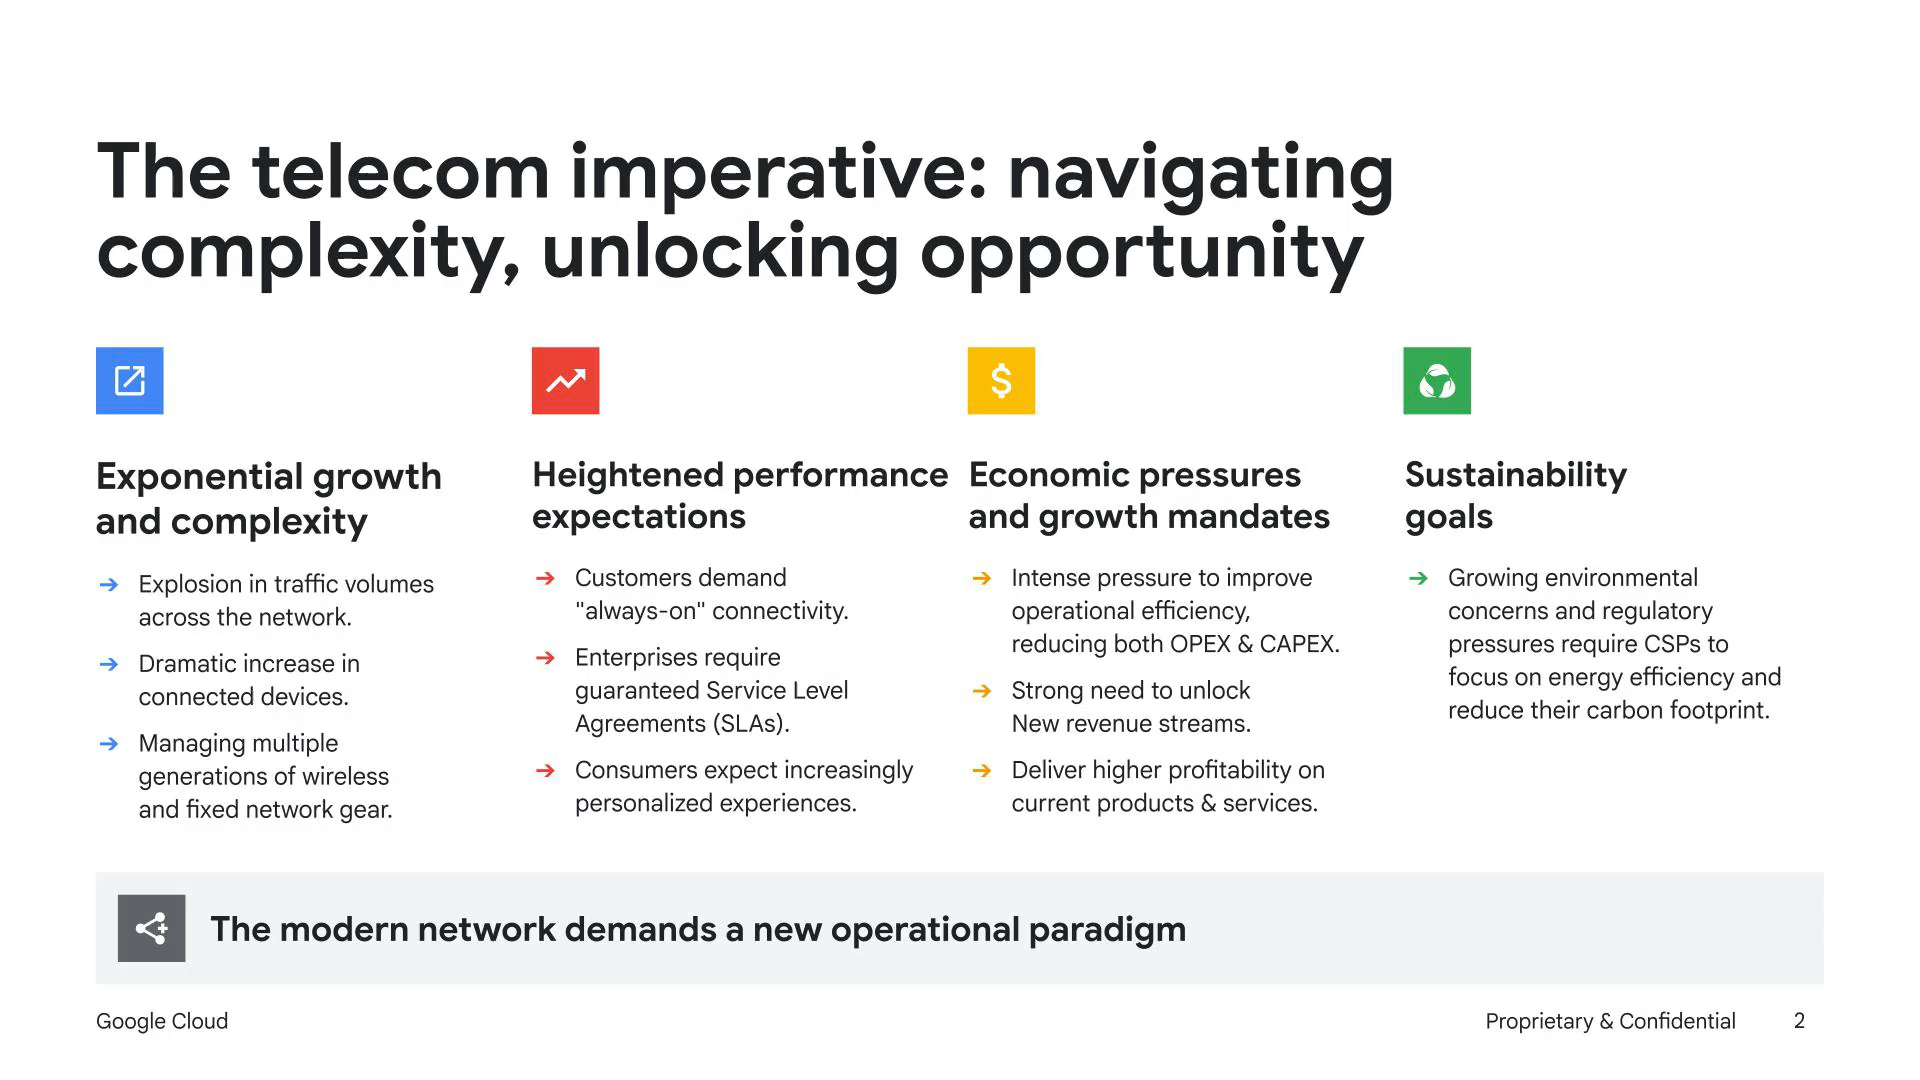 The telecom imperative: navigating
complexity, unlocking opportunity
Exponential growth
and complexity
➔ Explosion in traffic volumes
across the network.
➔ Dramatic increase in
connected devices.
➔ Managing multiple
generations of wireless
and fixed network gear.
Heightened performance
expectations
➔ Customers demand
"always-on" connectivity.
➔ Enterprises require
guaranteed Service Level
Agreements (SLAs).
➔ Consumers expect increasingly
personalized experiences.
Economic pressures
and growth mandates
➔ Intense pressure to improve
operational efficiency,
reducing both OPEX & CAPEX.
➔ Strong need to unlock
New revenue streams.
➔ Deliver higher profitability on
current products & services.
Sustainability
goals
➔ Growing environmental
concerns and regulatory
pressures require CSPs to
focus on energy efficiency and
reduce their carbon footprint.
The modern network demands a new operational paradigm
Google Cloud
Proprietary & Confidential
2